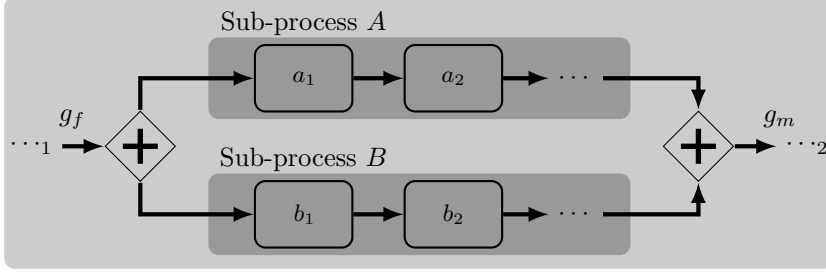 Sub-process A
a₁ a₂ ⋯
g_f g_m
⋯₁ ⋯₂
Sub-process B
b₁ b₂ ⋯